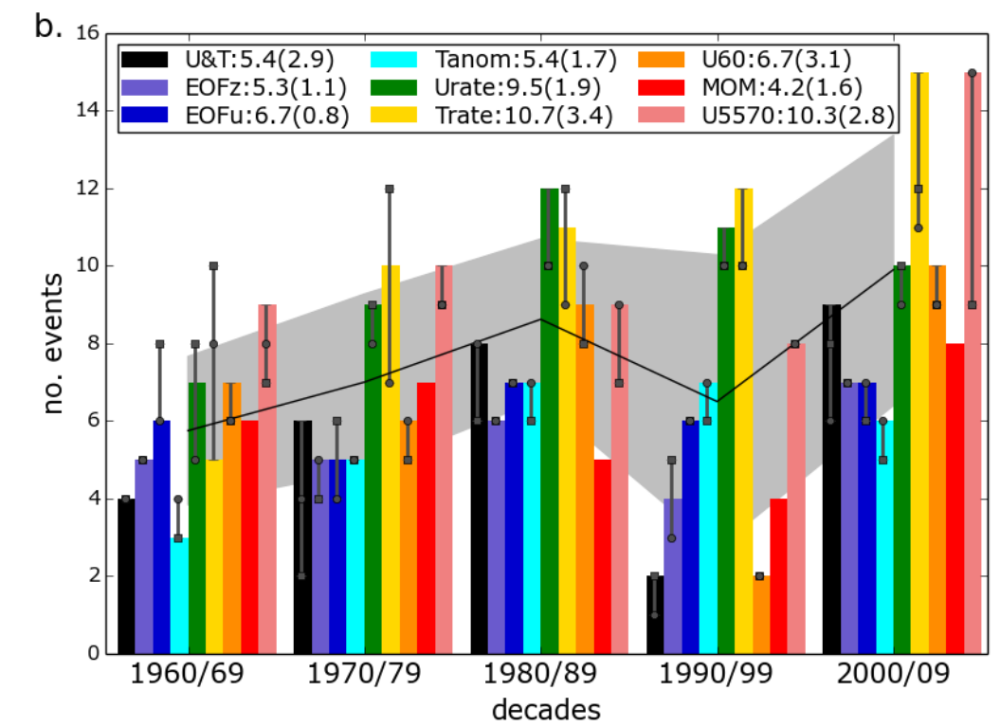 b.
16
U&T:5.4(2.9) Tanom:5.4(1.7) U60:6.7(3.1)
EOFz:5.3(1.1) Urate:9.5(1.9) MOM:4.2(1.6)
EOFu:6.7(0.8) Trate:10.7(3.4) U5570:10.3(2.8)
14
12
10
8
6
4
2
0
no. events
1960/69 1970/79 1980/89 1990/99 2000/09
decades